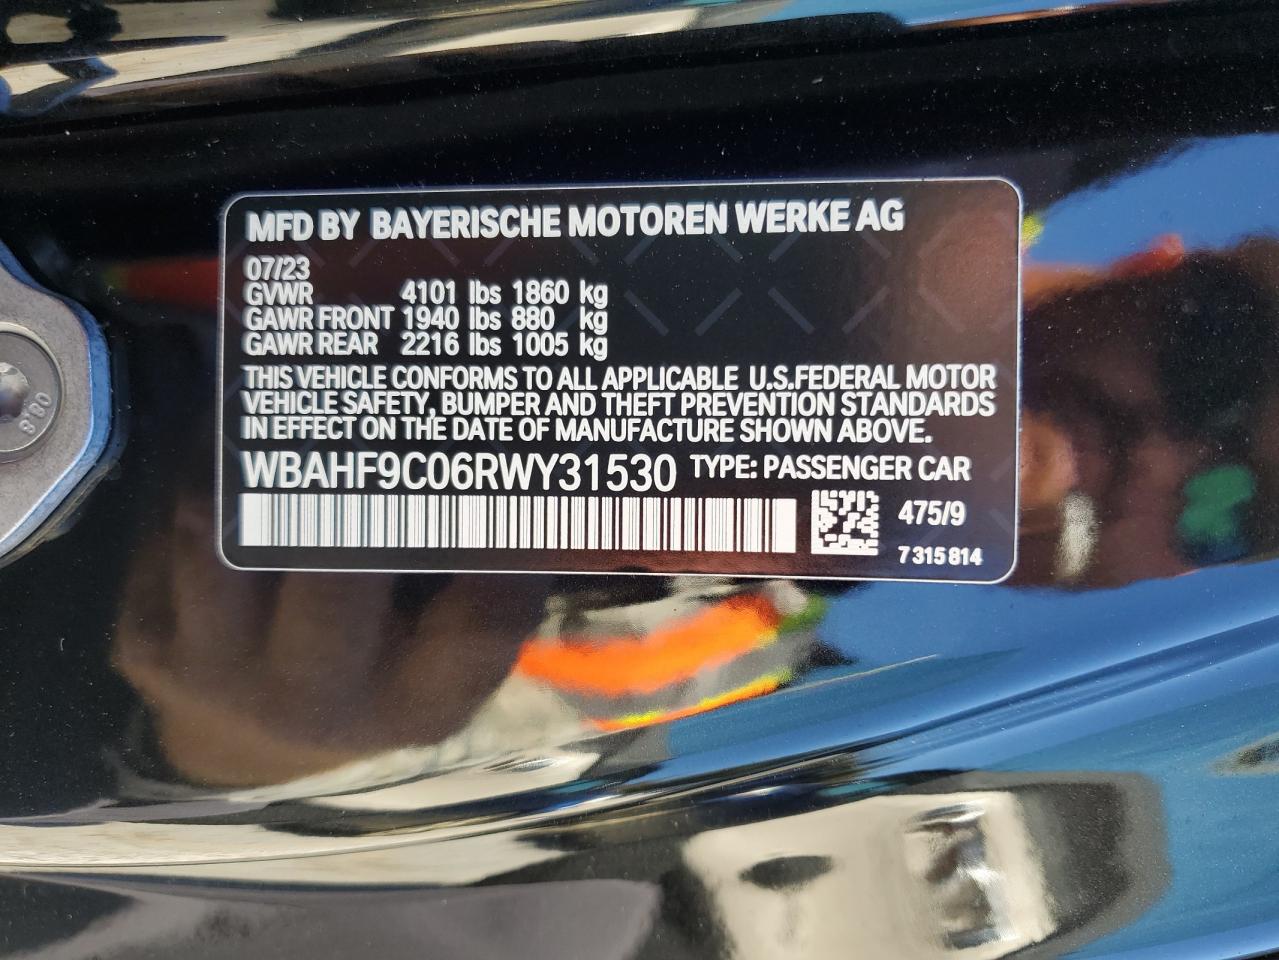 MFD BY BAYERISCHE MOTOREN WERKE AG
07/23
GVWR 4101 lbs 1860 kg
GAWR FRONT 1940 lbs 880 kg
GAWR REAR 2216 lbs 1005 kg
THIS VEHICLE CONFORMS TO ALL APPLICABLE U.S.FEDERAL MOTOR
VEHICLE SAFETY, BUMPER AND THEFT PREVENTION STANDARDS
IN EFFECT ON THE DATE OF MANUFACTURE SHOWN ABOVE.
WBAHF9C06RWY31530 TYPE: PASSENGER CAR
475/9
7 315 814